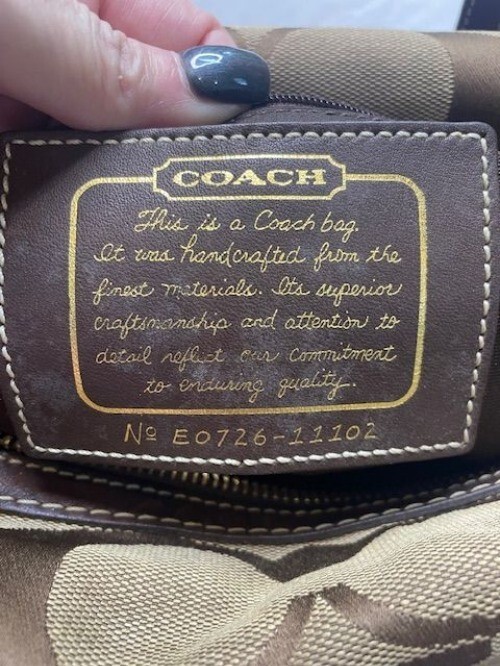 COACH
This is a Coach bag.
It was handcrafted from the
finest materials. Its superior
craftsmanship and attention to
detail reflect our commitment
to enduring quality.
Nº E0726-11102